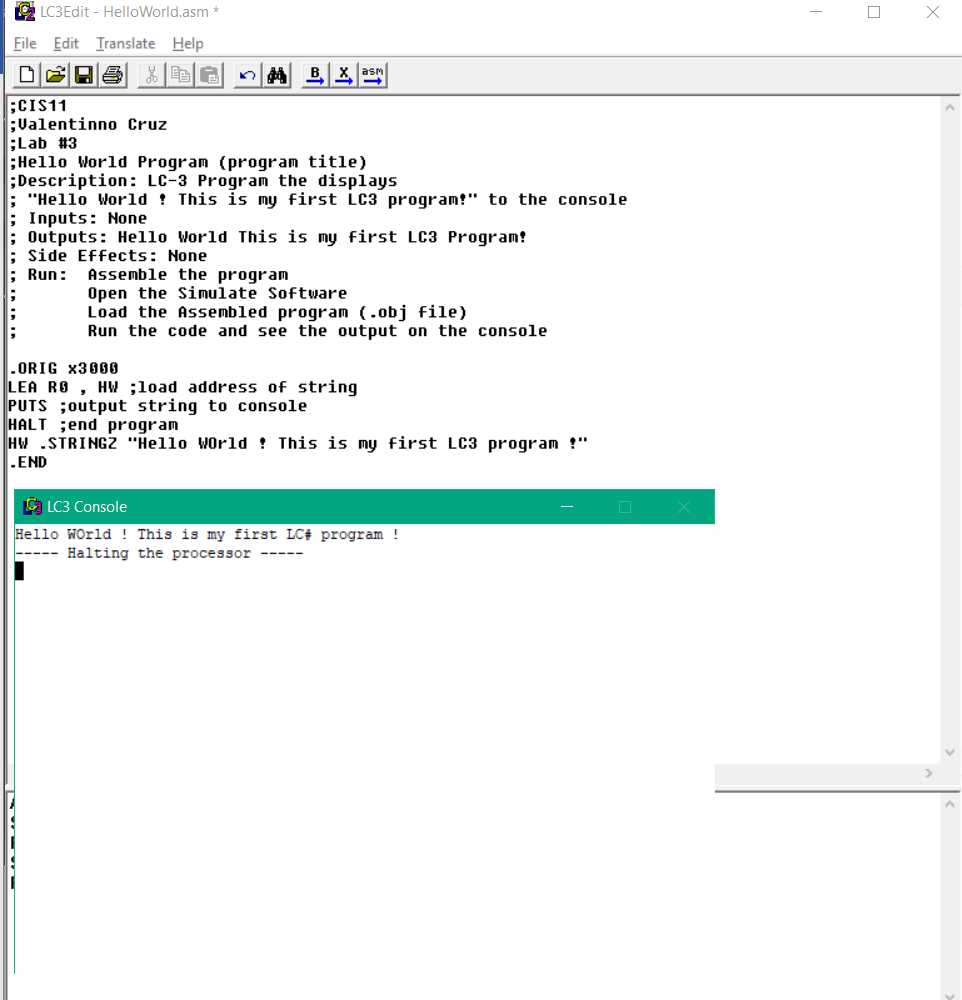 LC3Edit - HelloWorld.asm *
File Edit Translate Help
B X asm
;CIS11
;Valentinno Cruz
;Lab #3
;Hello World Program (program title)
;Description: LC-3 Program the displays
; "Hello World ! This is my first LC3 program!" to the console
; Inputs: None
; Outputs: Hello World This is my first LC3 Program!
; Side Effects: None
; Run: Assemble the program
; Open the Simulate Software
; Load the Assembled program (.obj file)
; Run the code and see the output on the console
.ORIG x3000
LEA R0 , HW ;load address of string
PUTS ;output string to console
HALT ;end program
HW .STRINGZ "Hello WOrld ! This is my first LC3 program !"
.END
LC3 Console
Hello WOrld ! This is my first LC# program !
----- Halting the processor -----